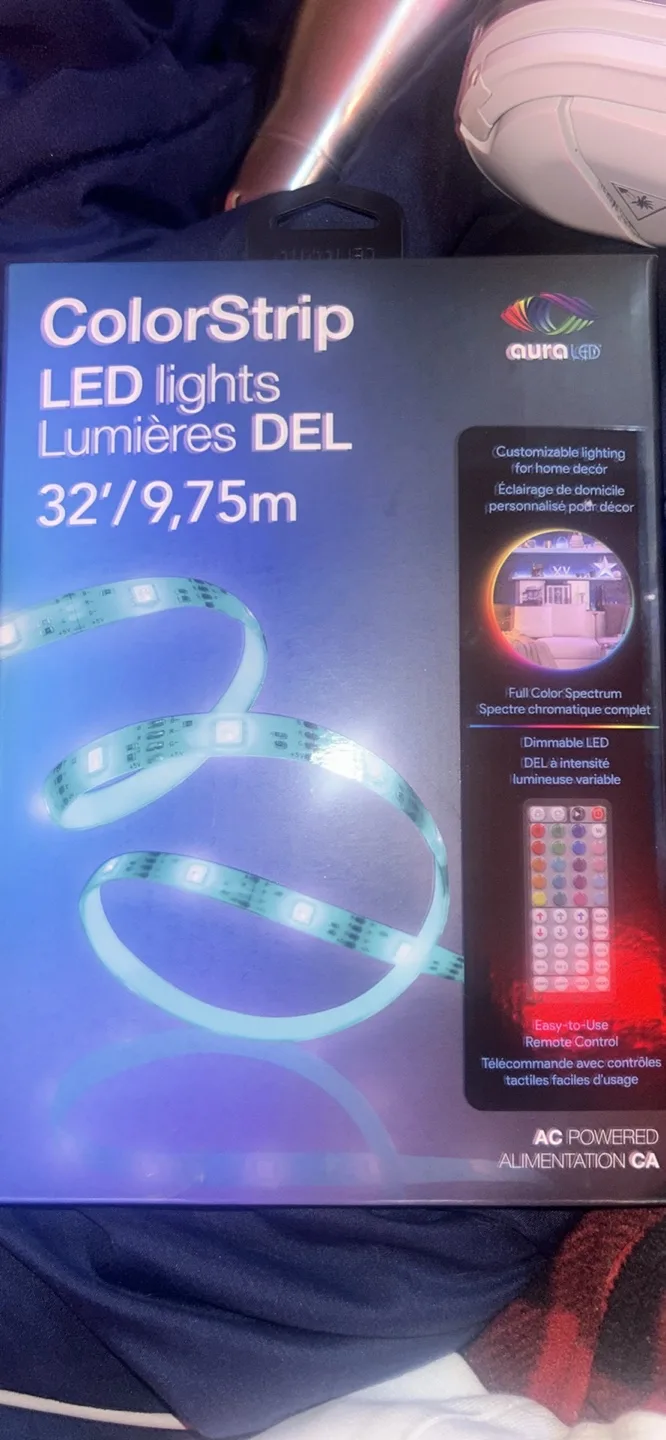 ColorStrip
LED lights
Lumières DEL
32'/9,75m
aura LED
Customizable lighting
for home decór
Éclairage de domicile
personnalisé pour décor
XV
Full Color Spectrum
Spectre chromatique complet
Dimmable LED
DEL à intensité
lumineuse variable
Easy-to-Use
Remote Control
Télécommande avec contrôles
tactiles faciles d'usage
AC POWERED
ALIMENTATION CA